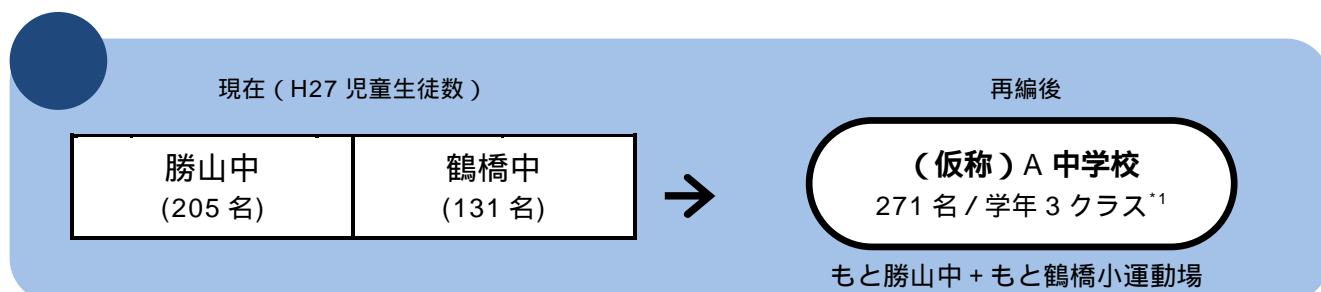 現在(H27 児童生徒数)
再編後
勝山中
(205 名)
鶴橋中
(131 名)
(仮称)A 中学校
271 名/学年 3 クラス*1
もと勝山中+もと鶴橋小運動場